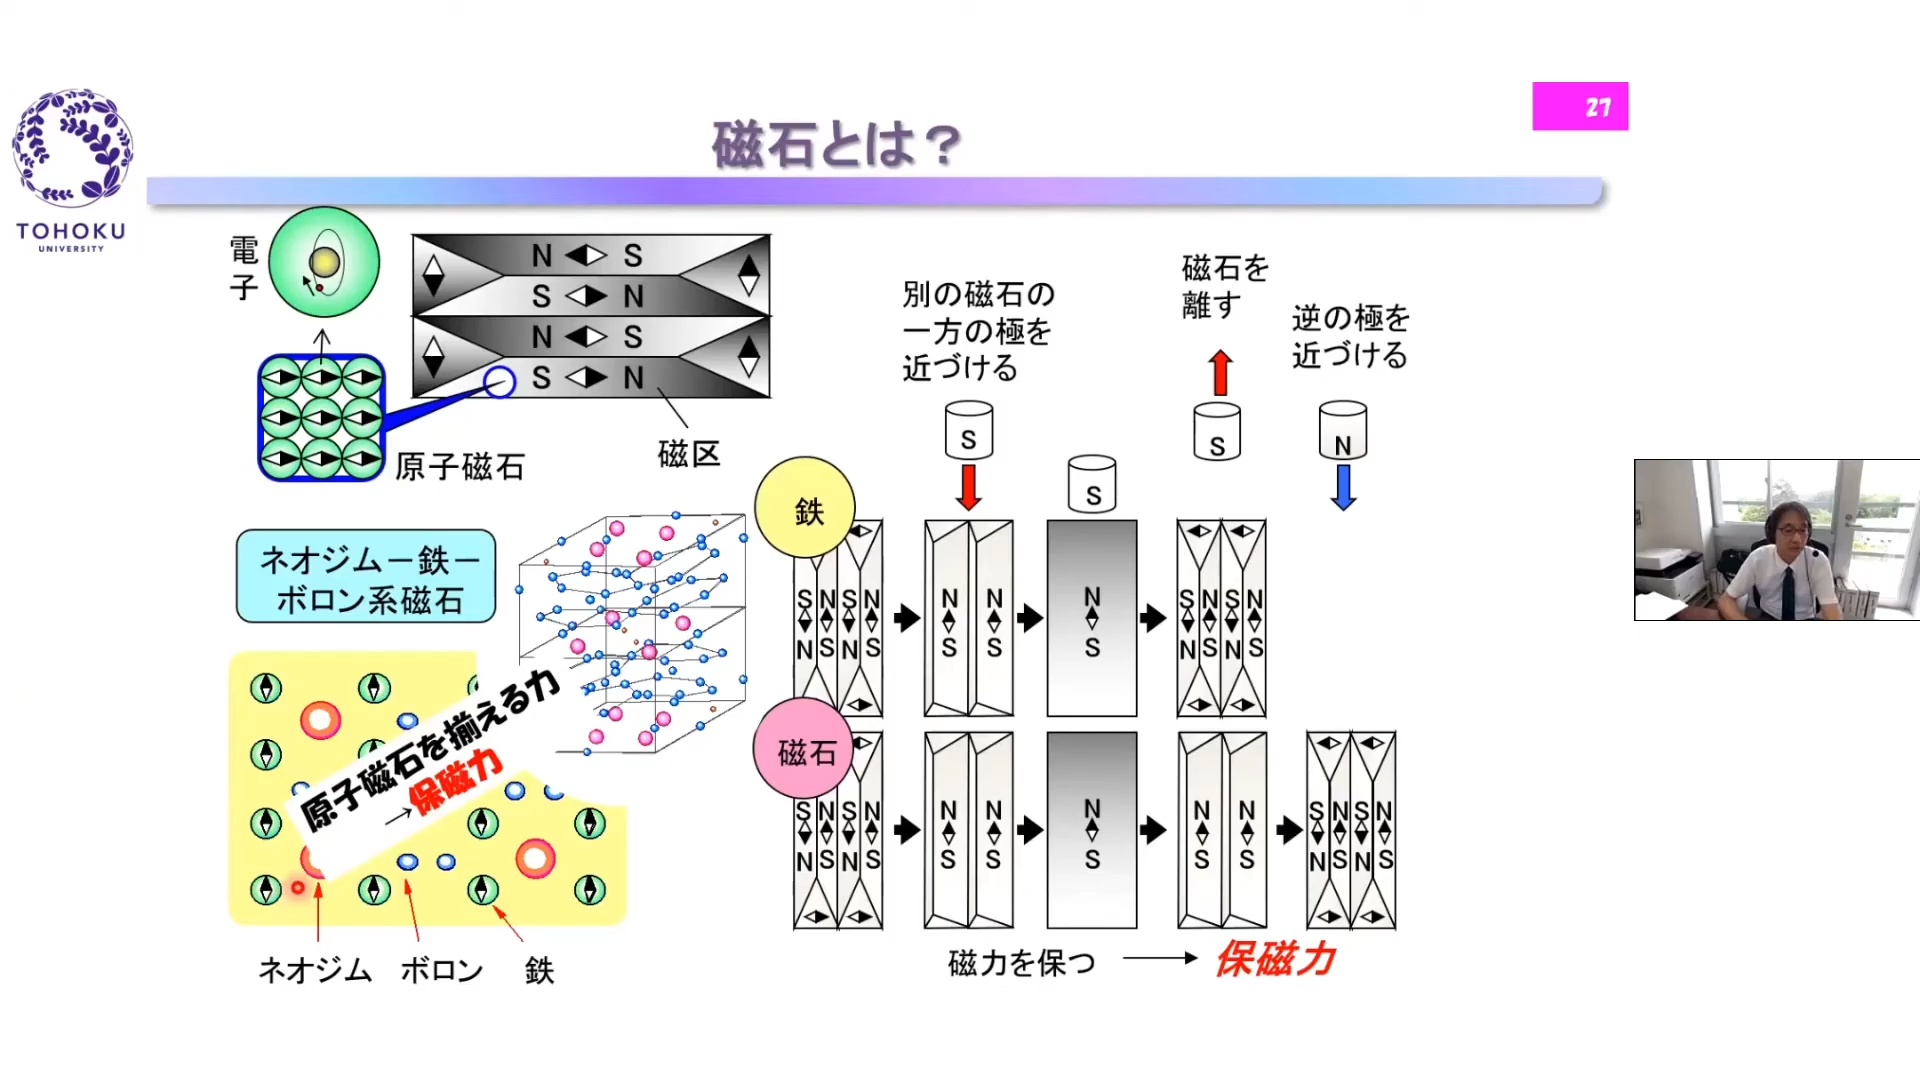 27
磁石とは？
TOHOKU
UNIVERSITY
電
子
N S
S N
N S
S N
磁区
原子磁石
別の磁石の
一方の極を
近づける
磁石を
離す
逆の極を
近づける
S
S
S
N
鉄
S N S N
N S N S
N N
S S
N
S
S N S N
N S N S
ネオジム－鉄－
ボロン系磁石
原子磁石を揃える力
→保磁力
磁石
S N S N
N S N S
N N
S S
N
S
N N
S S
S N S N
N S N S
ネオジム ボロン 鉄
磁力を保つ → 保磁力